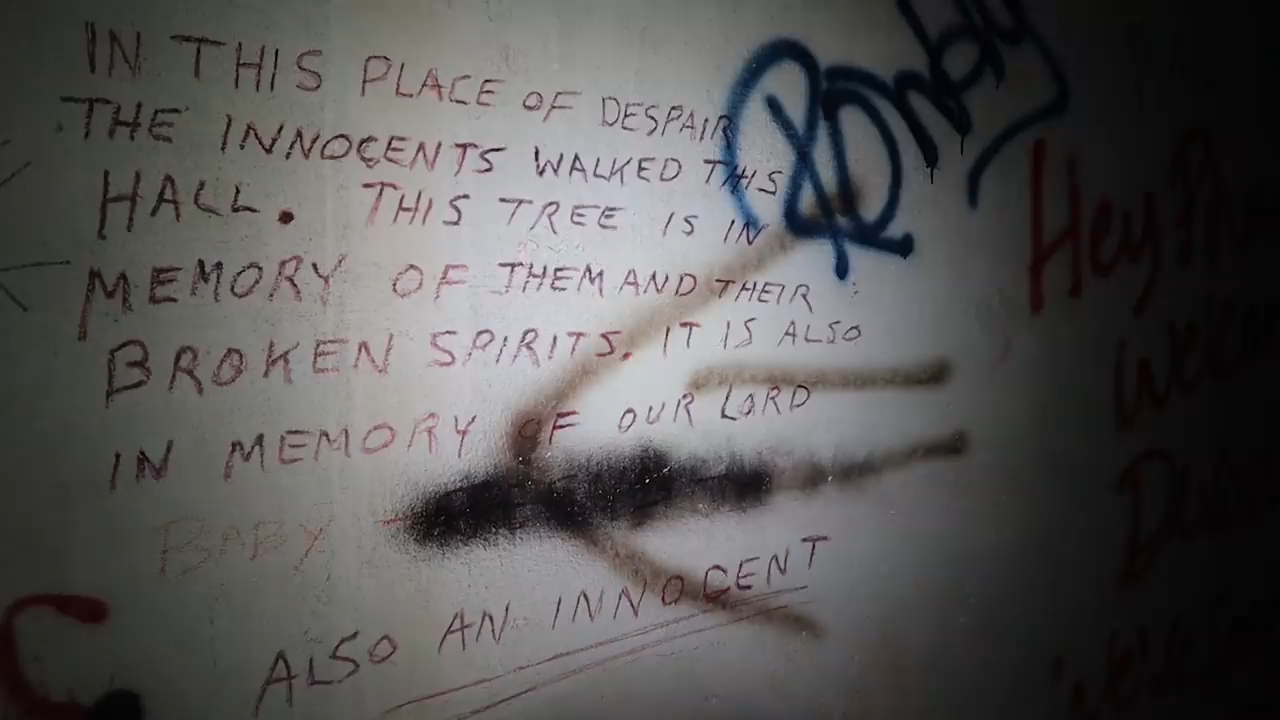 IN THIS PLACE OF DESPAIR
THE INNOCENTS WALKED THIS
HALL. THIS TREE IS IN
MEMORY OF THEM AND THEIR
BROKEN SPIRITS. IT IS ALSO
IN MEMORY OF OUR LORD
BABY
ALSO AN INNOCENT
Hey